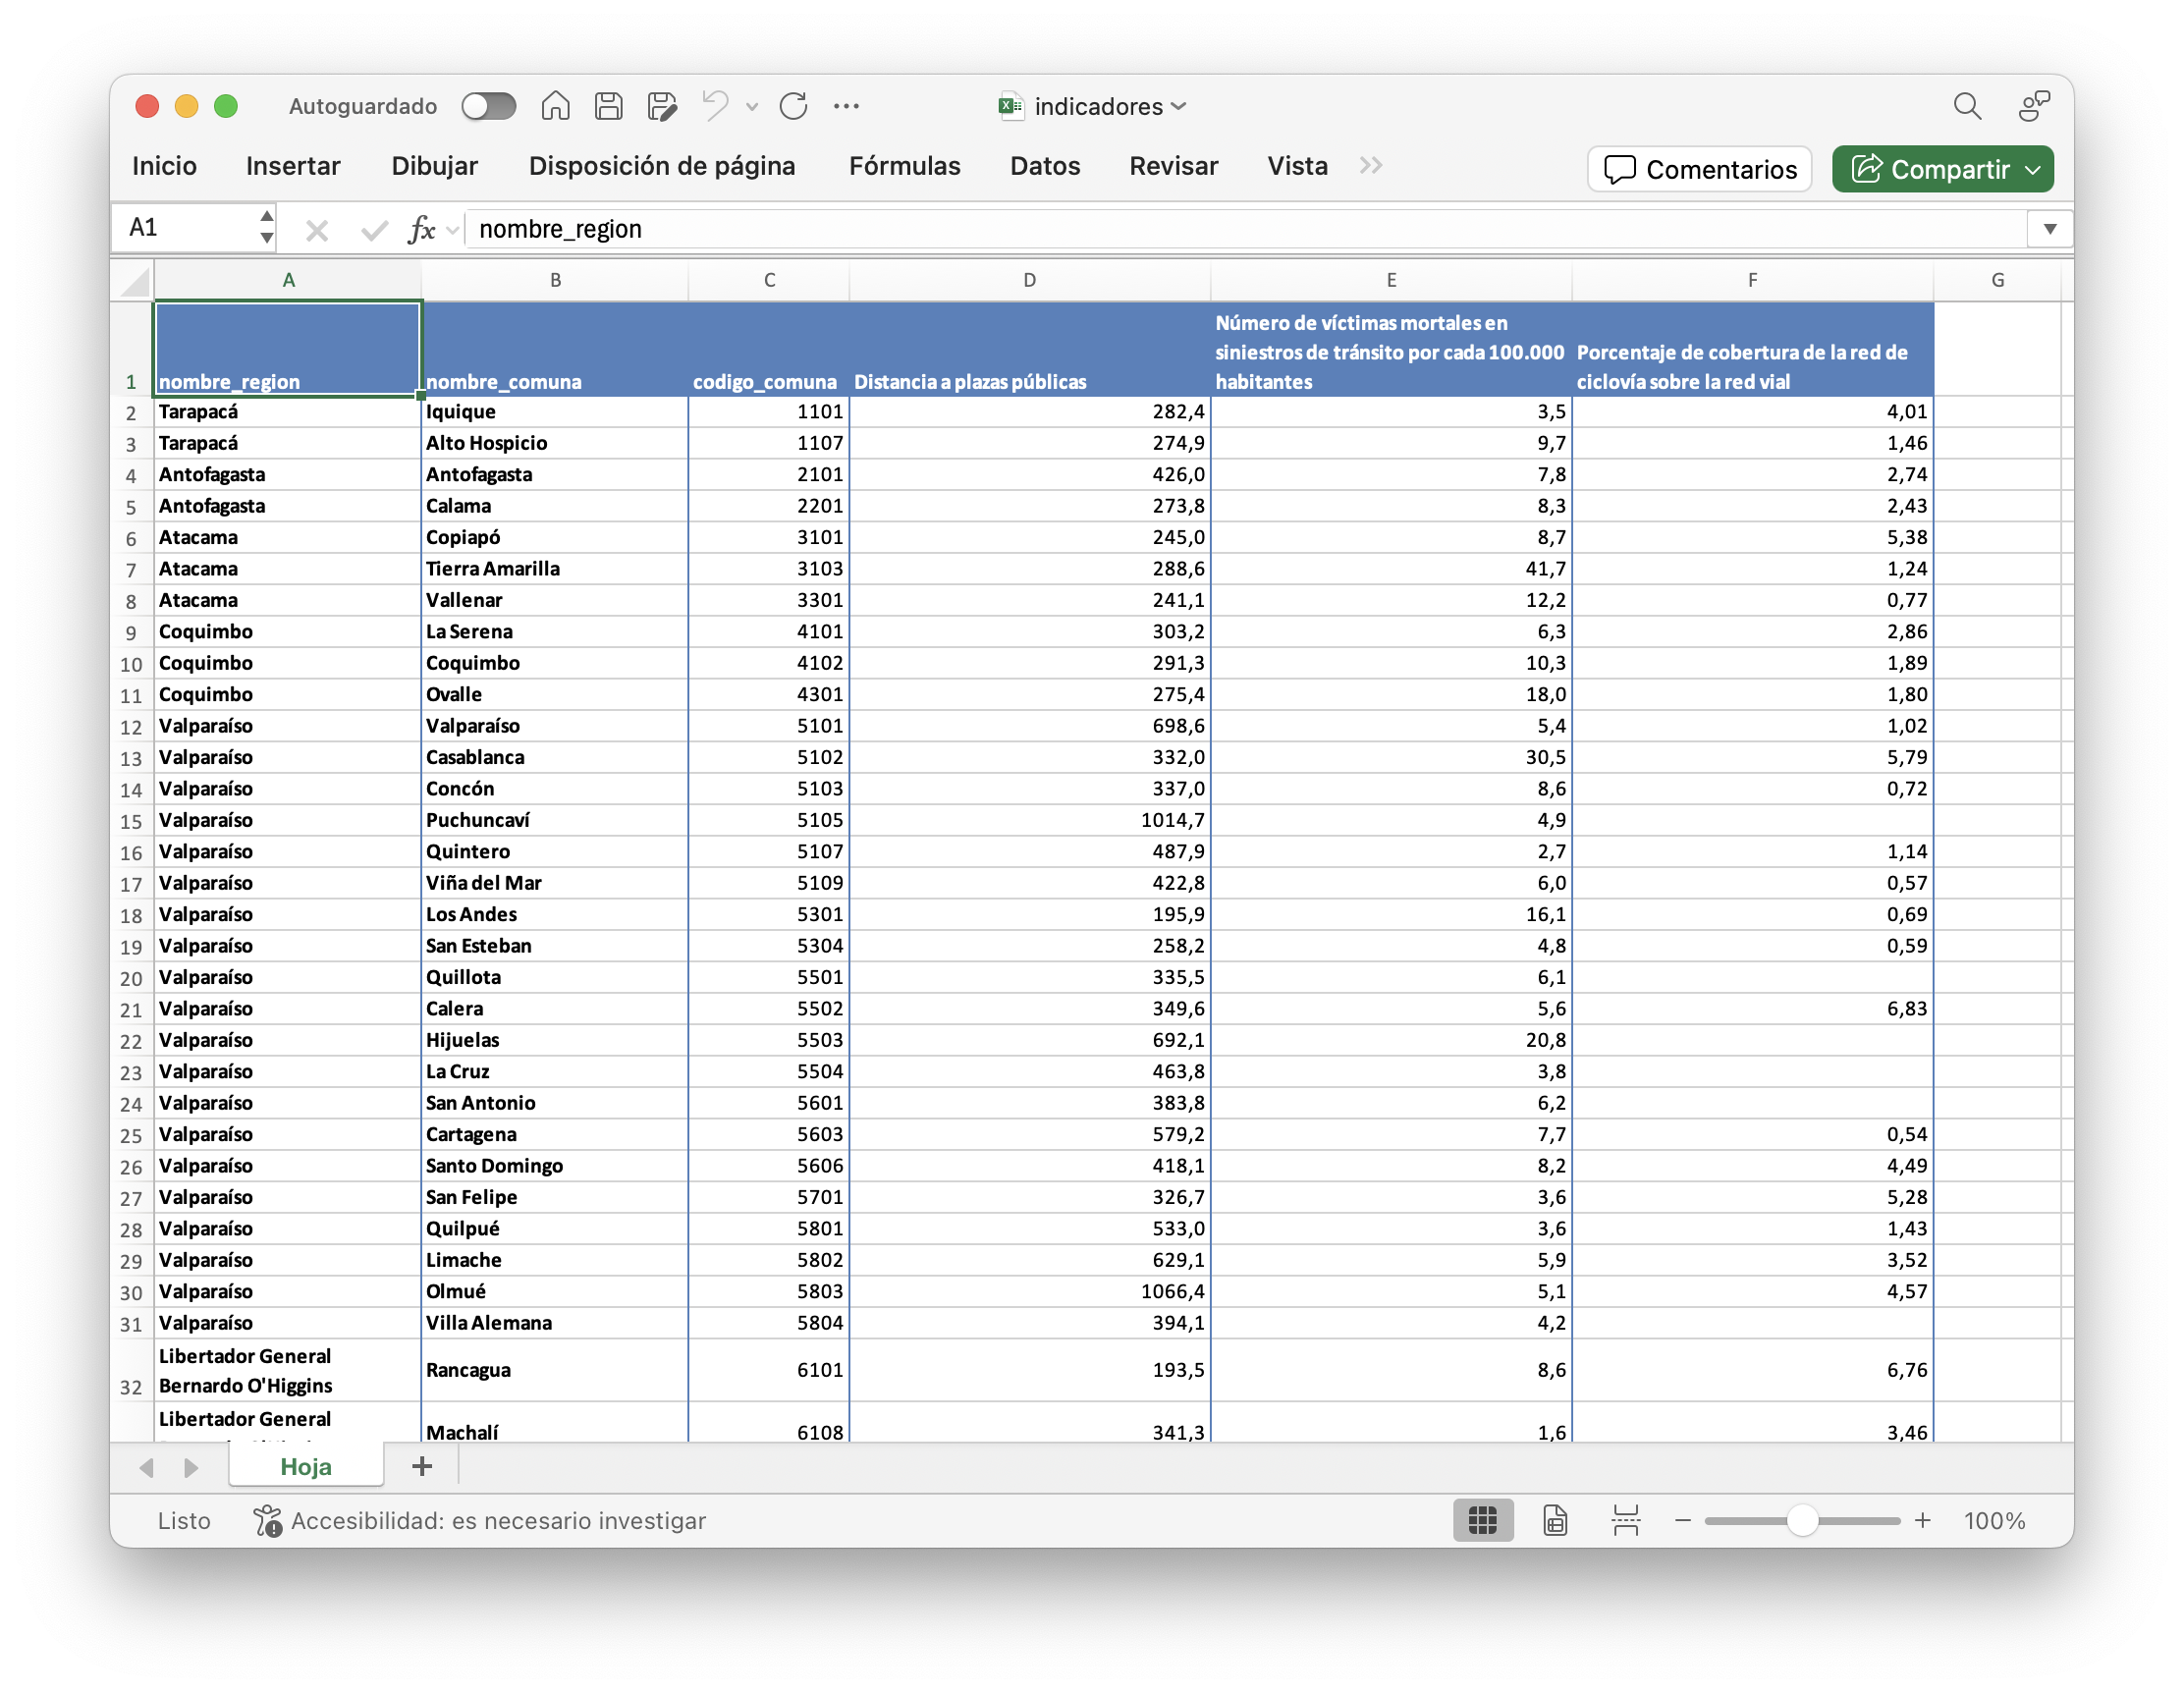 Autoguardado indicadores
Inicio Insertar Dibujar Disposición de página Fórmulas Datos Revisar Vista >> Comentarios Compartir
A1 fx nombre_region
A B C D E F G
1 nombre_region nombre_comuna codigo_comuna Distancia a plazas públicas Número de víctimas mortales en siniestros de tránsito por cada 100.000 habitantes Porcentaje de cobertura de la red de ciclovía sobre la red vial
2 Tarapacá Iquique 1101 282,4 3,5 4,01
3 Tarapacá Alto Hospicio 1107 274,9 9,7 1,46
4 Antofagasta Antofagasta 2101 426,0 7,8 2,74
5 Antofagasta Calama 2201 273,8 8,3 2,43
6 Atacama Copiapó 3101 245,0 8,7 5,38
7 Atacama Tierra Amarilla 3103 288,6 41,7 1,24
8 Atacama Vallenar 3301 241,1 12,2 0,77
9 Coquimbo La Serena 4101 303,2 6,3 2,86
10 Coquimbo Coquimbo 4102 291,3 10,3 1,89
11 Coquimbo Ovalle 4301 275,4 18,0 1,80
12 Valparaíso Valparaíso 5101 698,6 5,4 1,02
13 Valparaíso Casablanca 5102 332,0 30,5 5,79
14 Valparaíso Concón 5103 337,0 8,6 0,72
15 Valparaíso Puchuncaví 5105 1014,7 4,9
16 Valparaíso Quintero 5107 487,9 2,7 1,14
17 Valparaíso Viña del Mar 5109 422,8 6,0 0,57
18 Valparaíso Los Andes 5301 195,9 16,1 0,69
19 Valparaíso San Esteban 5304 258,2 4,8 0,59
20 Valparaíso Quillota 5501 335,5 6,1
21 Valparaíso Calera 5502 349,6 5,6 6,83
22 Valparaíso Hijuelas 5503 692,1 20,8
23 Valparaíso La Cruz 5504 463,8 3,8
24 Valparaíso San Antonio 5601 383,8 6,2
25 Valparaíso Cartagena 5603 579,2 7,7 0,54
26 Valparaíso Santo Domingo 5606 418,1 8,2 4,49
27 Valparaíso San Felipe 5701 326,7 3,6 5,28
28 Valparaíso Quilpué 5801 533,0 3,6 1,43
29 Valparaíso Limache 5802 629,1 5,9 3,52
30 Valparaíso Olmué 5803 1066,4 5,1 4,57
31 Valparaíso Villa Alemana 5804 394,1 4,2
32 Libertador General Bernardo O'Higgins Rancagua 6101 193,5 8,6 6,76
Libertador General Machalí 6108 341,3 1,6 3,46
Hoja +
Listo Accesibilidad: es necesario investigar − + 100%